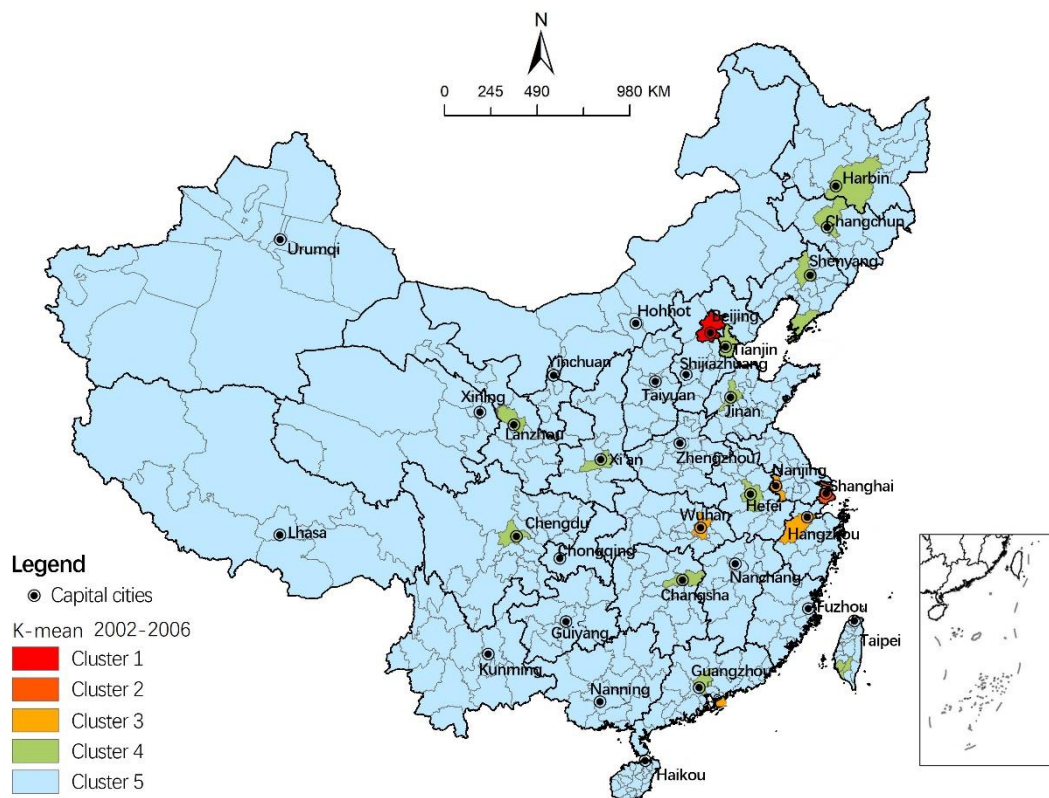 N
0 245 490 980 KM
Harbin
Changchun
Urumqi
Shenyang
Hohhot
Beijing
Tianjin
Yinchuan
Shijiazhuang
Taiyuan
Xining
Jinan
Lanzhou
Zhengzhou
Xi'an
Nanjing
Shanghai
Hefei
Wuhan
Chengdu
Hangzhou
Lhasa
Chongqing
Nanchang
Changsha
Fuzhou
Guiyang
Taipei
Kunming
Guangzhou
Nanning
Haikou
Legend
Capital cities
K-mean 2002-2006
Cluster 1
Cluster 2
Cluster 3
Cluster 4
Cluster 5